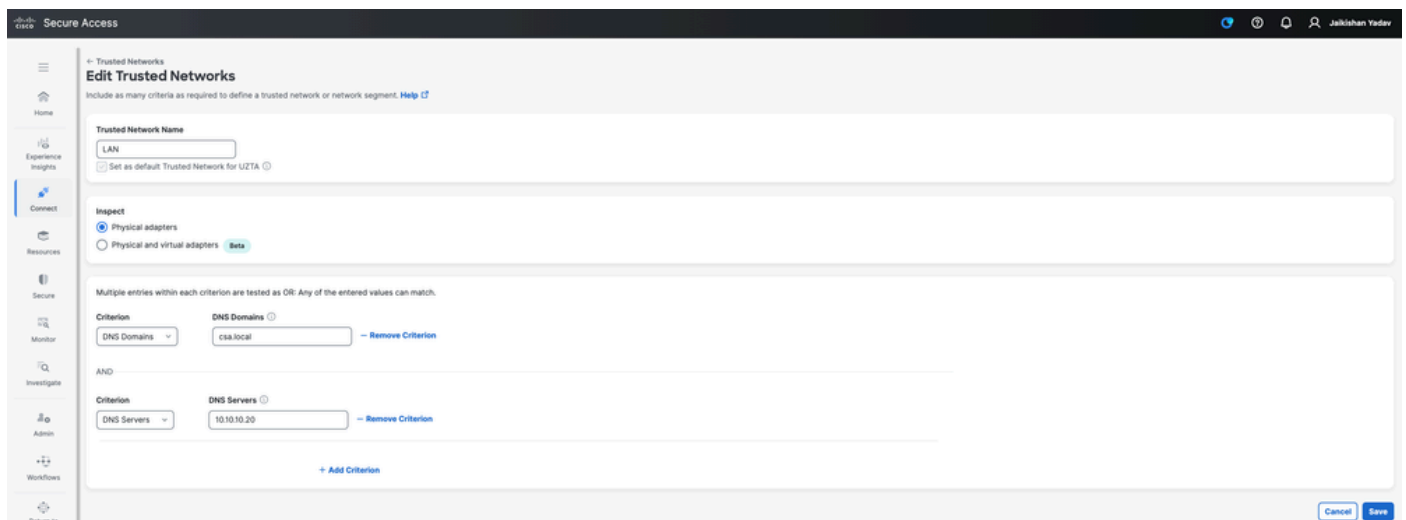 CISCO Secure Access
Jaikishan Yadav
← Trusted Networks
Edit Trusted Networks
Include as many criteria as required to define a trusted network or network segment. Help
Home
Experience Insights
Connect
Resources
Secure
Monitor
Investigate
Admin
Workflows
Trusted Network Name
LAN
Set as default Trusted Network for UZTA
Inspect
Physical adapters
Physical and virtual adapters Beta
Multiple entries within each criterion are tested as OR: Any of the entered values can match.
Criterion DNS Domains
DNS Domains csa.local − Remove Criterion
AND
Criterion DNS Servers
DNS Servers 10.10.10.20 − Remove Criterion
+ Add Criterion
Cancel Save